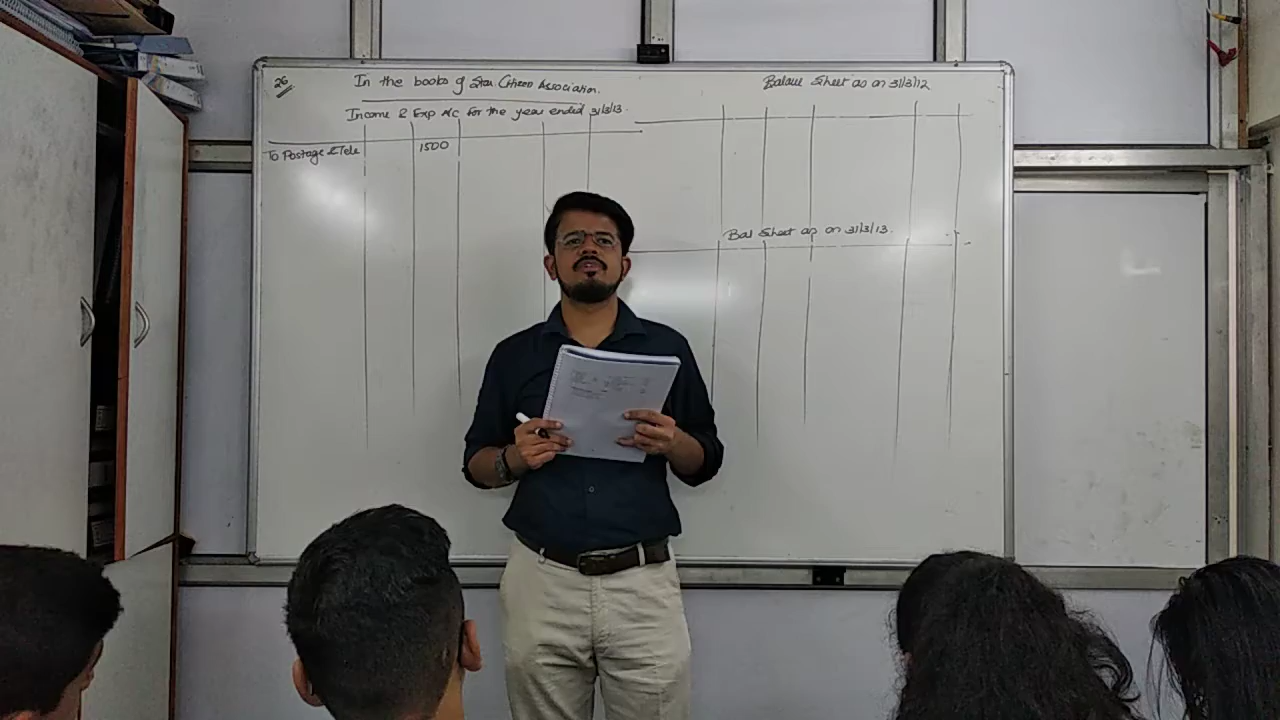 26
In the books of Star Citizen Association.
Income & Exp A/C for the year ended 31/3/13.
To Postage & Tele 1500
Balance Sheet as on 31/3/12
Bal Sheet as on 31/3/13.